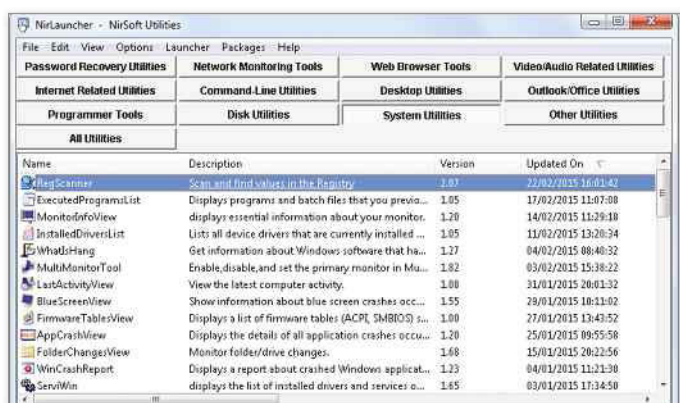 NirLauncher - NirSoft Utilities
File Edit View Options Launcher Packages Help
Password Recovery Utilities Network Monitoring Tools Web Browser Tools Video/Audio Related Utilities
Internet Related Utilities Command-Line Utilities Desktop Utilities Outlook/Office Utilities
Programmer Tools Disk Utilities System Utilities Other Utilities
All Utilities
Name Description Version Updated On
RegScanner Scan and find values in the Registry 2.07 22/02/2015 16:01:42
ExecutedProgramsList Displays programs and batch files that you previo... 1.05 17/02/2015 11:07:08
MonitorInfoView displays essential information about your monitor. 1.20 14/02/2015 11:29:18
InstalledDriversList Lists all device drivers that are currently installed ... 1.05 11/02/2015 13:20:34
WhatIsHang Get information about Windows software that ha... 1.27 04/02/2015 08:40:32
MultiMonitorTool Enable,disable,and set the primary monitor in Mu... 1.82 03/02/2015 15:38:22
LastActivityView View the latest computer activity. 1.08 31/01/2015 20:01:32
BlueScreenView Show information about blue screen crashes occ... 1.55 29/01/2015 18:11:02
FirmwareTablesView Displays a list of firmware tables (ACPI, SMBIOS) s... 1.00 27/01/2015 13:43:52
AppCrashView Displays the details of all application crashes occu... 1.20 25/01/2015 09:55:58
FolderChangesView Monitor folder/drive changes. 1.68 15/01/2015 20:22:56
WinCrashReport Displays a report about crashed Windows applicat... 1.23 04/01/2015 11:21:30
ServiWin displays the list of installed drivers and services o... 1.65 03/01/2015 17:34:50